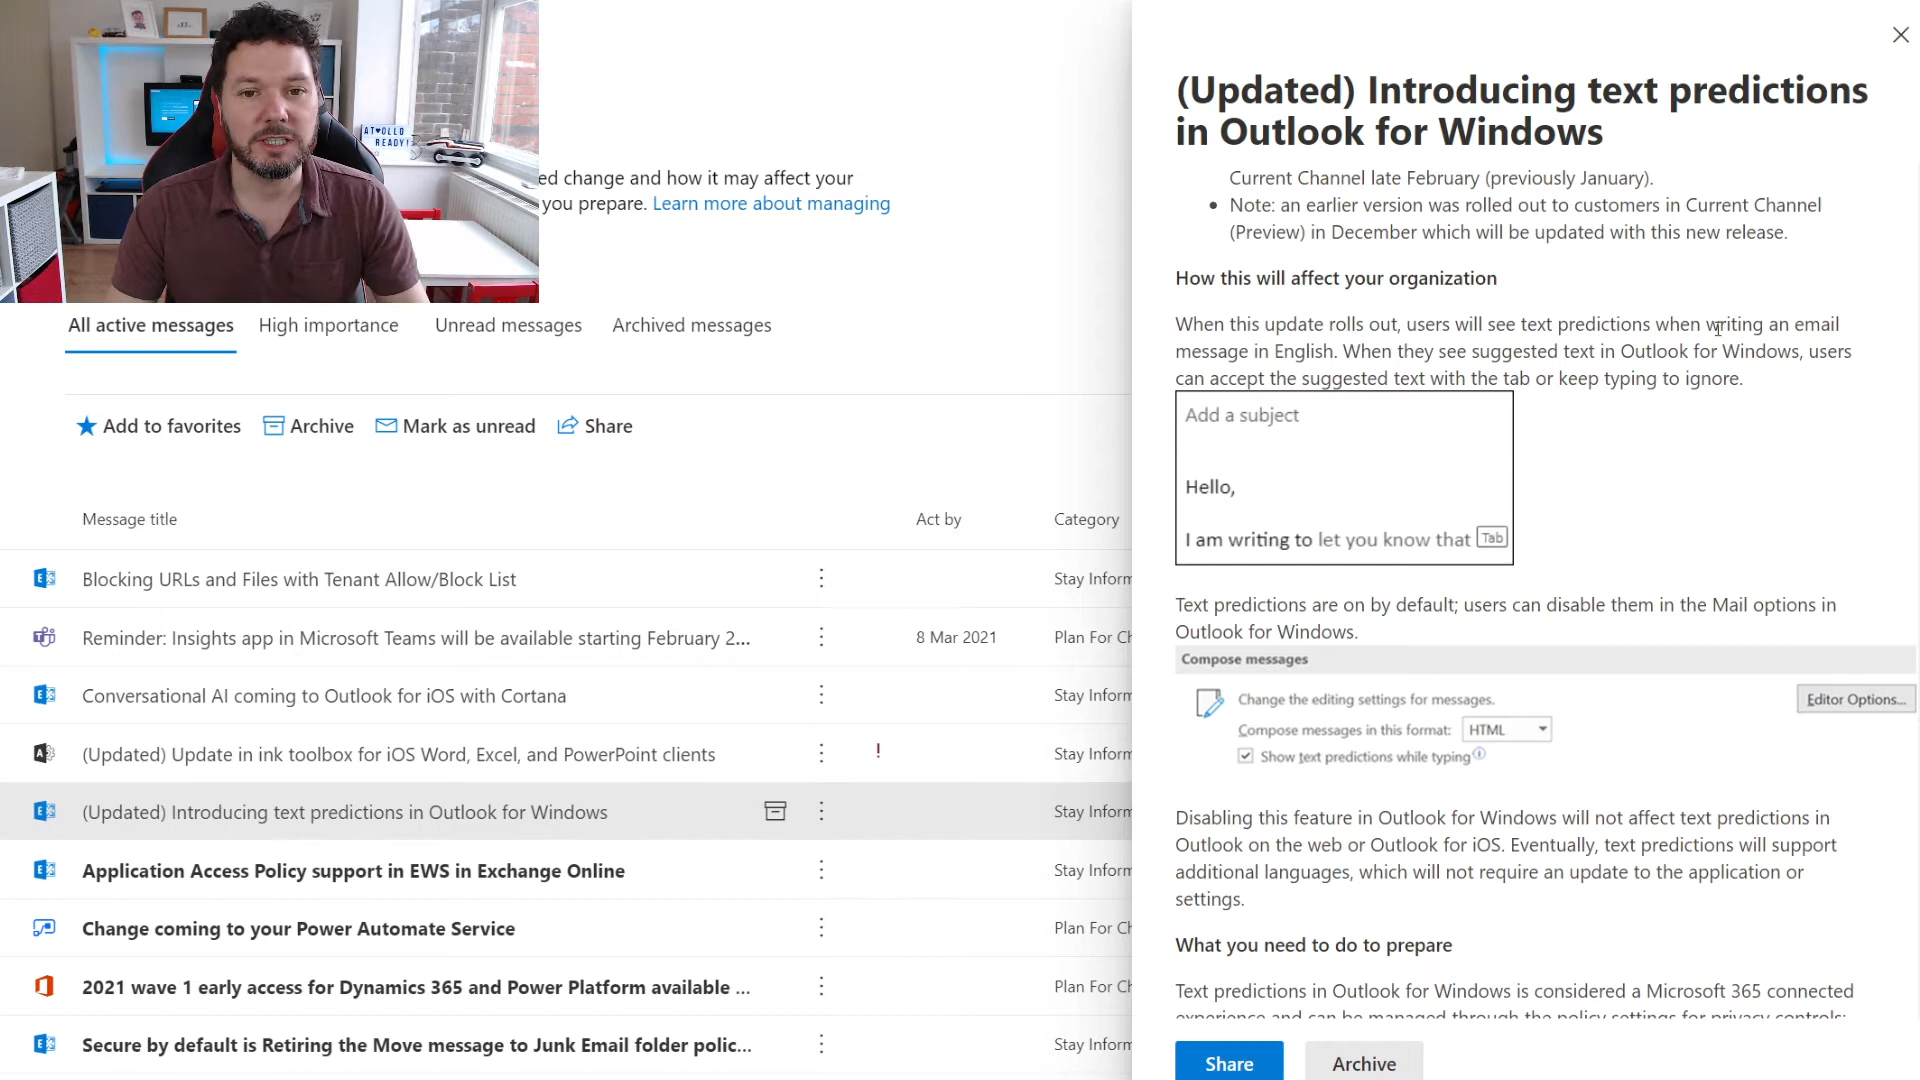 AT♥OLLO
READY!
ed change and how it may affect your
you prepare. Learn more about managing
All active messages High importance Unread messages Archived messages
Add to favorites Archive Mark as unread Share
Message title Act by Category
Blocking URLs and Files with Tenant Allow/Block List Stay Inform
Reminder: Insights app in Microsoft Teams will be available starting February 2... 8 Mar 2021 Plan For Ch
Conversational AI coming to Outlook for iOS with Cortana Stay Inform
(Updated) Update in ink toolbox for iOS Word, Excel, and PowerPoint clients ! Stay Inform
(Updated) Introducing text predictions in Outlook for Windows Stay Inform
Application Access Policy support in EWS in Exchange Online Stay Inform
Change coming to your Power Automate Service Plan For Ch
2021 wave 1 early access for Dynamics 365 and Power Platform available ... Plan For Ch
Secure by default is Retiring the Move message to Junk Email folder polic... Stay Inform
(Updated) Introducing text predictions
in Outlook for Windows
Current Channel late February (previously January).
• Note: an earlier version was rolled out to customers in Current Channel
(Preview) in December which will be updated with this new release.
How this will affect your organization
When this update rolls out, users will see text predictions when writing an email
message in English. When they see suggested text in Outlook for Windows, users
can accept the suggested text with the tab or keep typing to ignore.
Add a subject
Hello,
I am writing to let you know that Tab
Text predictions are on by default; users can disable them in the Mail options in
Outlook for Windows.
Compose messages
Change the editing settings for messages. Editor Options...
Compose messages in this format: HTML
Show text predictions while typing
Disabling this feature in Outlook for Windows will not affect text predictions in
Outlook on the web or Outlook for iOS. Eventually, text predictions will support
additional languages, which will not require an update to the application or
settings.
What you need to do to prepare
Text predictions in Outlook for Windows is considered a Microsoft 365 connected
experience and can be managed through the policy settings for privacy controls:
Share Archive